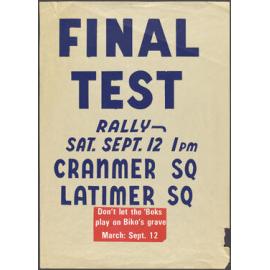 FINAL
TEST
RALLY
SAT. SEPT. 12 1PM
CRANMER SQ
LATIMER SQ
Don't let the 'Boks
play on Biko's grave
March: Sept. 12